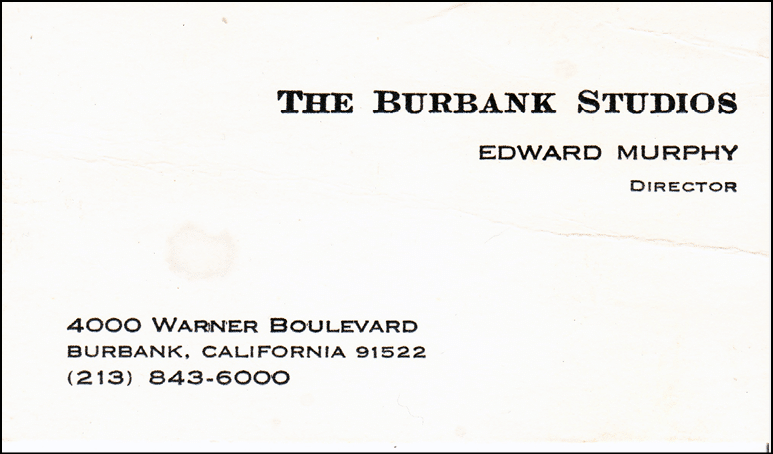 THE BURBANK STUDIOS
EDWARD MURPHY
DIRECTOR
4000 WARNER BOULEVARD
BURBANK, CALIFORNIA 91522
(213) 843-6000